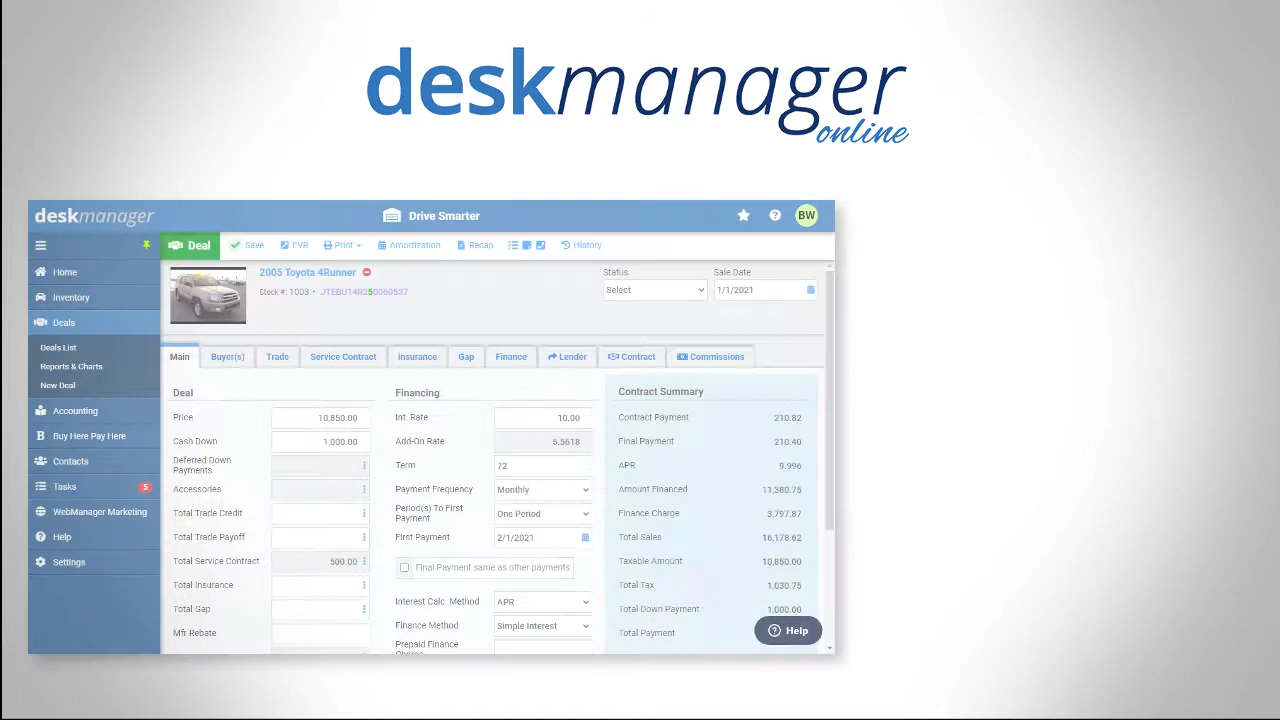 deskmanager
online
deskmanager
Drive Smarter
BW
Deal
Save
EVR
Print
Amortization
Recap
History
Home
Inventory
Deals
Deals List
Reports & Charts
New Deal
Accounting
Buy Here Pay Here
Contacts
Tasks 5
WebManager Marketing
Help
Settings
2005 Toyota 4Runner
Stock #: 1003 • JTEBU14R250060537
Status
Select
Sale Date
1/1/2021
Main
Buyer(s)
Trade
Service Contract
Insurance
Gap
Finance
Lender
Contract
Commissions
Deal
Price 10,850.00
Cash Down 1,000.00
Deferred Down
Payments
Accessories
Total Trade Credit
Total Trade Payoff
Total Service Contract 500.00
Total Insurance
Total Gap
Mfr Rebate
Financing
Int. Rate 10.00
Add-On Rate 5.5618
Term 72
Payment Frequency Monthly
Period(s) To First
Payment
One Period
First Payment 2/1/2021
Final Payment same as other payments
Interest Calc. Method APR
Finance Method Simple Interest
Prepaid Finance
Charge
Contract Summary
Contract Payment 210.82
Final Payment 210.40
APR 9.996
Amount Financed 11,380.75
Finance Charge 3,797.87
Total Sales 16,178.62
Taxable Amount 10,850.00
Total Tax 1,030.75
Total Down Payment 1,000.00
Total Payment
Help